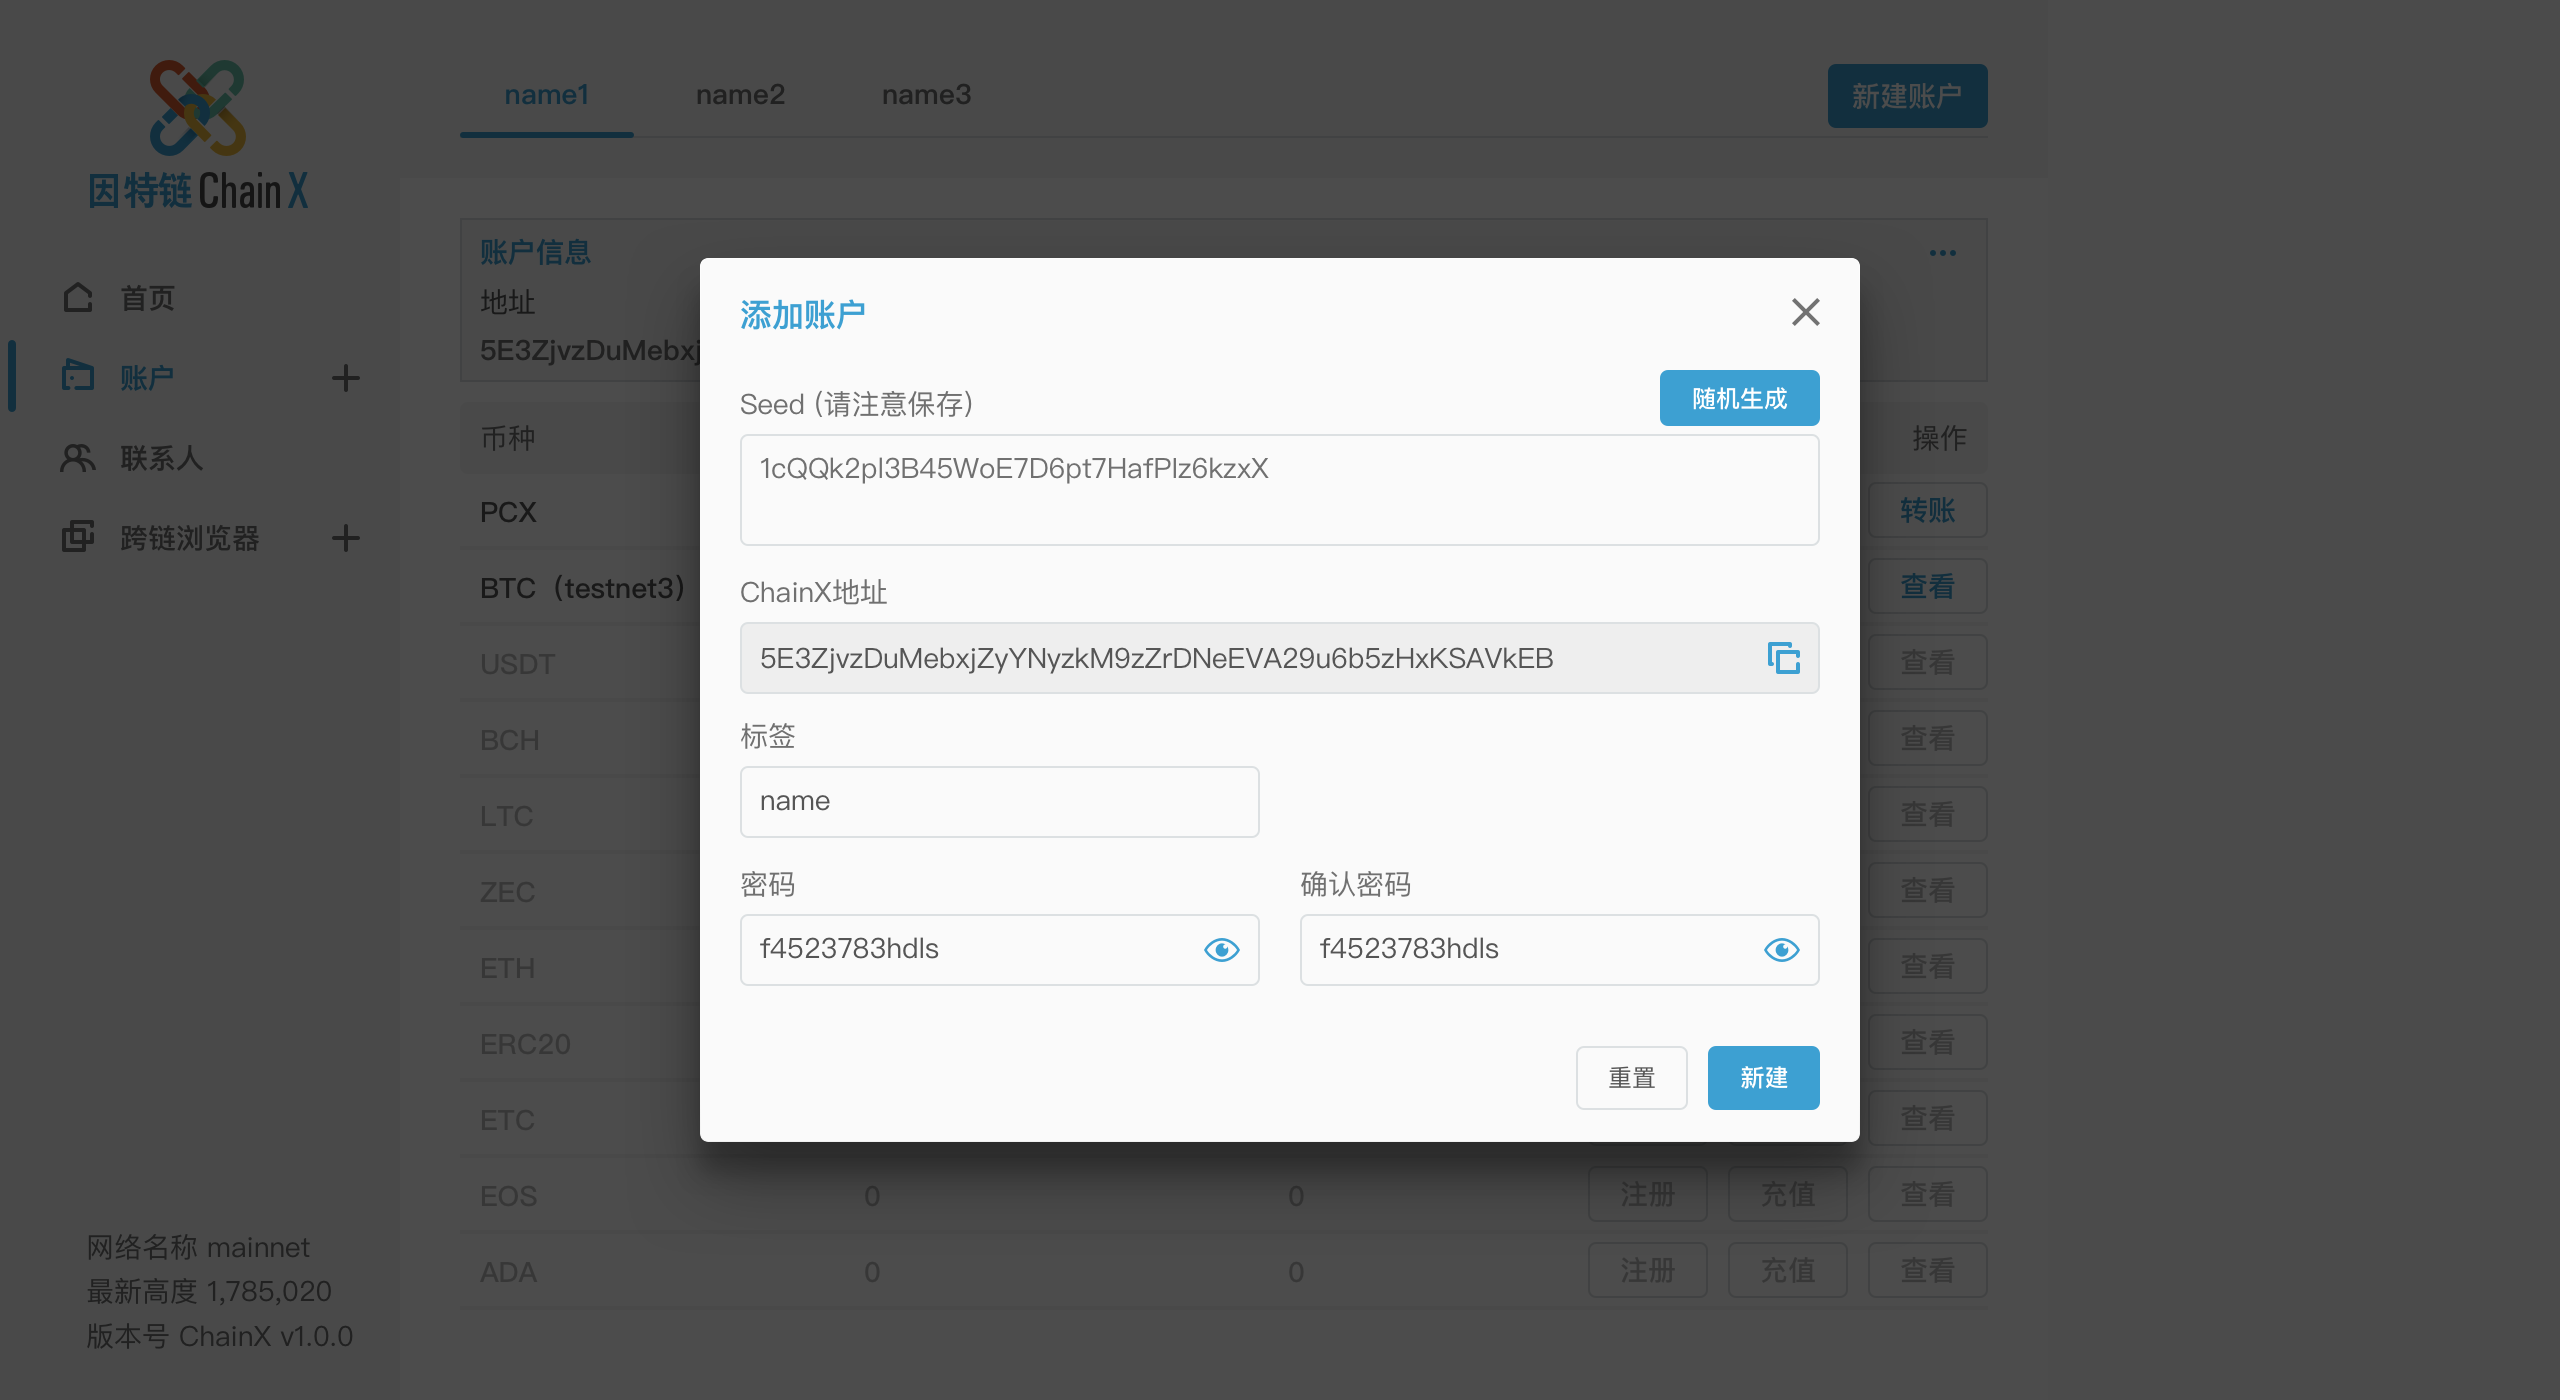 因特链ChainX
首页
账户
联系人
跨链浏览器
网络名称 mainnet
最新高度 1,785,020
版本号 ChainX v1.0.0
name1 name2 name3 新建账户
账户信息
地址
5E3ZjvzDuMebxj
币种 操作
PCX 转账
BTC（testnet3） 查看
USDT 查看
BCH 查看
LTC 查看
ZEC 查看
ETH 查看
ERC20 查看
ETC 查看
EOS 0 0 注册 充值 查看
ADA 0 0 注册 充值 查看
添加账户
Seed (请注意保存) 随机生成
1cQQk2pl3B45WoE7D6pt7HafPIz6kzxX
ChainX地址
5E3ZjvzDuMebxjZyYNyzkM9zZrDNeEVA29u6b5zHxKSAVkEB
标签
name
密码 确认密码
f4523783hdls f4523783hdls
重置 新建